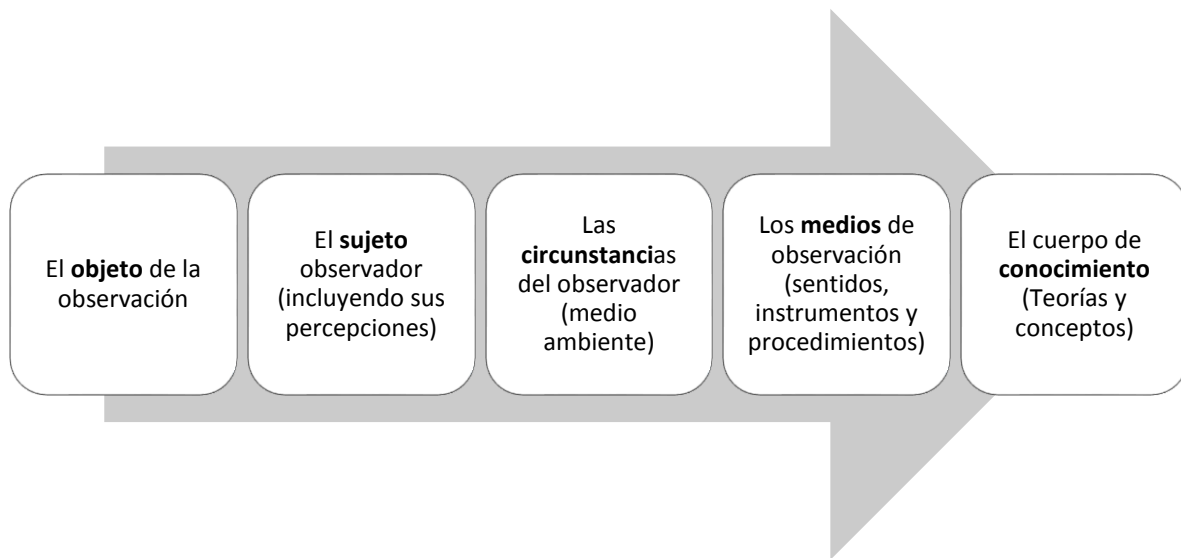 El objeto de la
observación
El sujeto
observador
(incluyendo sus
percepciones)
Las
circunstancias
del observador
(medio
ambiente)
Los medios de
observación
(sentidos,
instrumentos y
procedimientos)
El cuerpo de
conocimiento
(Teorías y
conceptos)